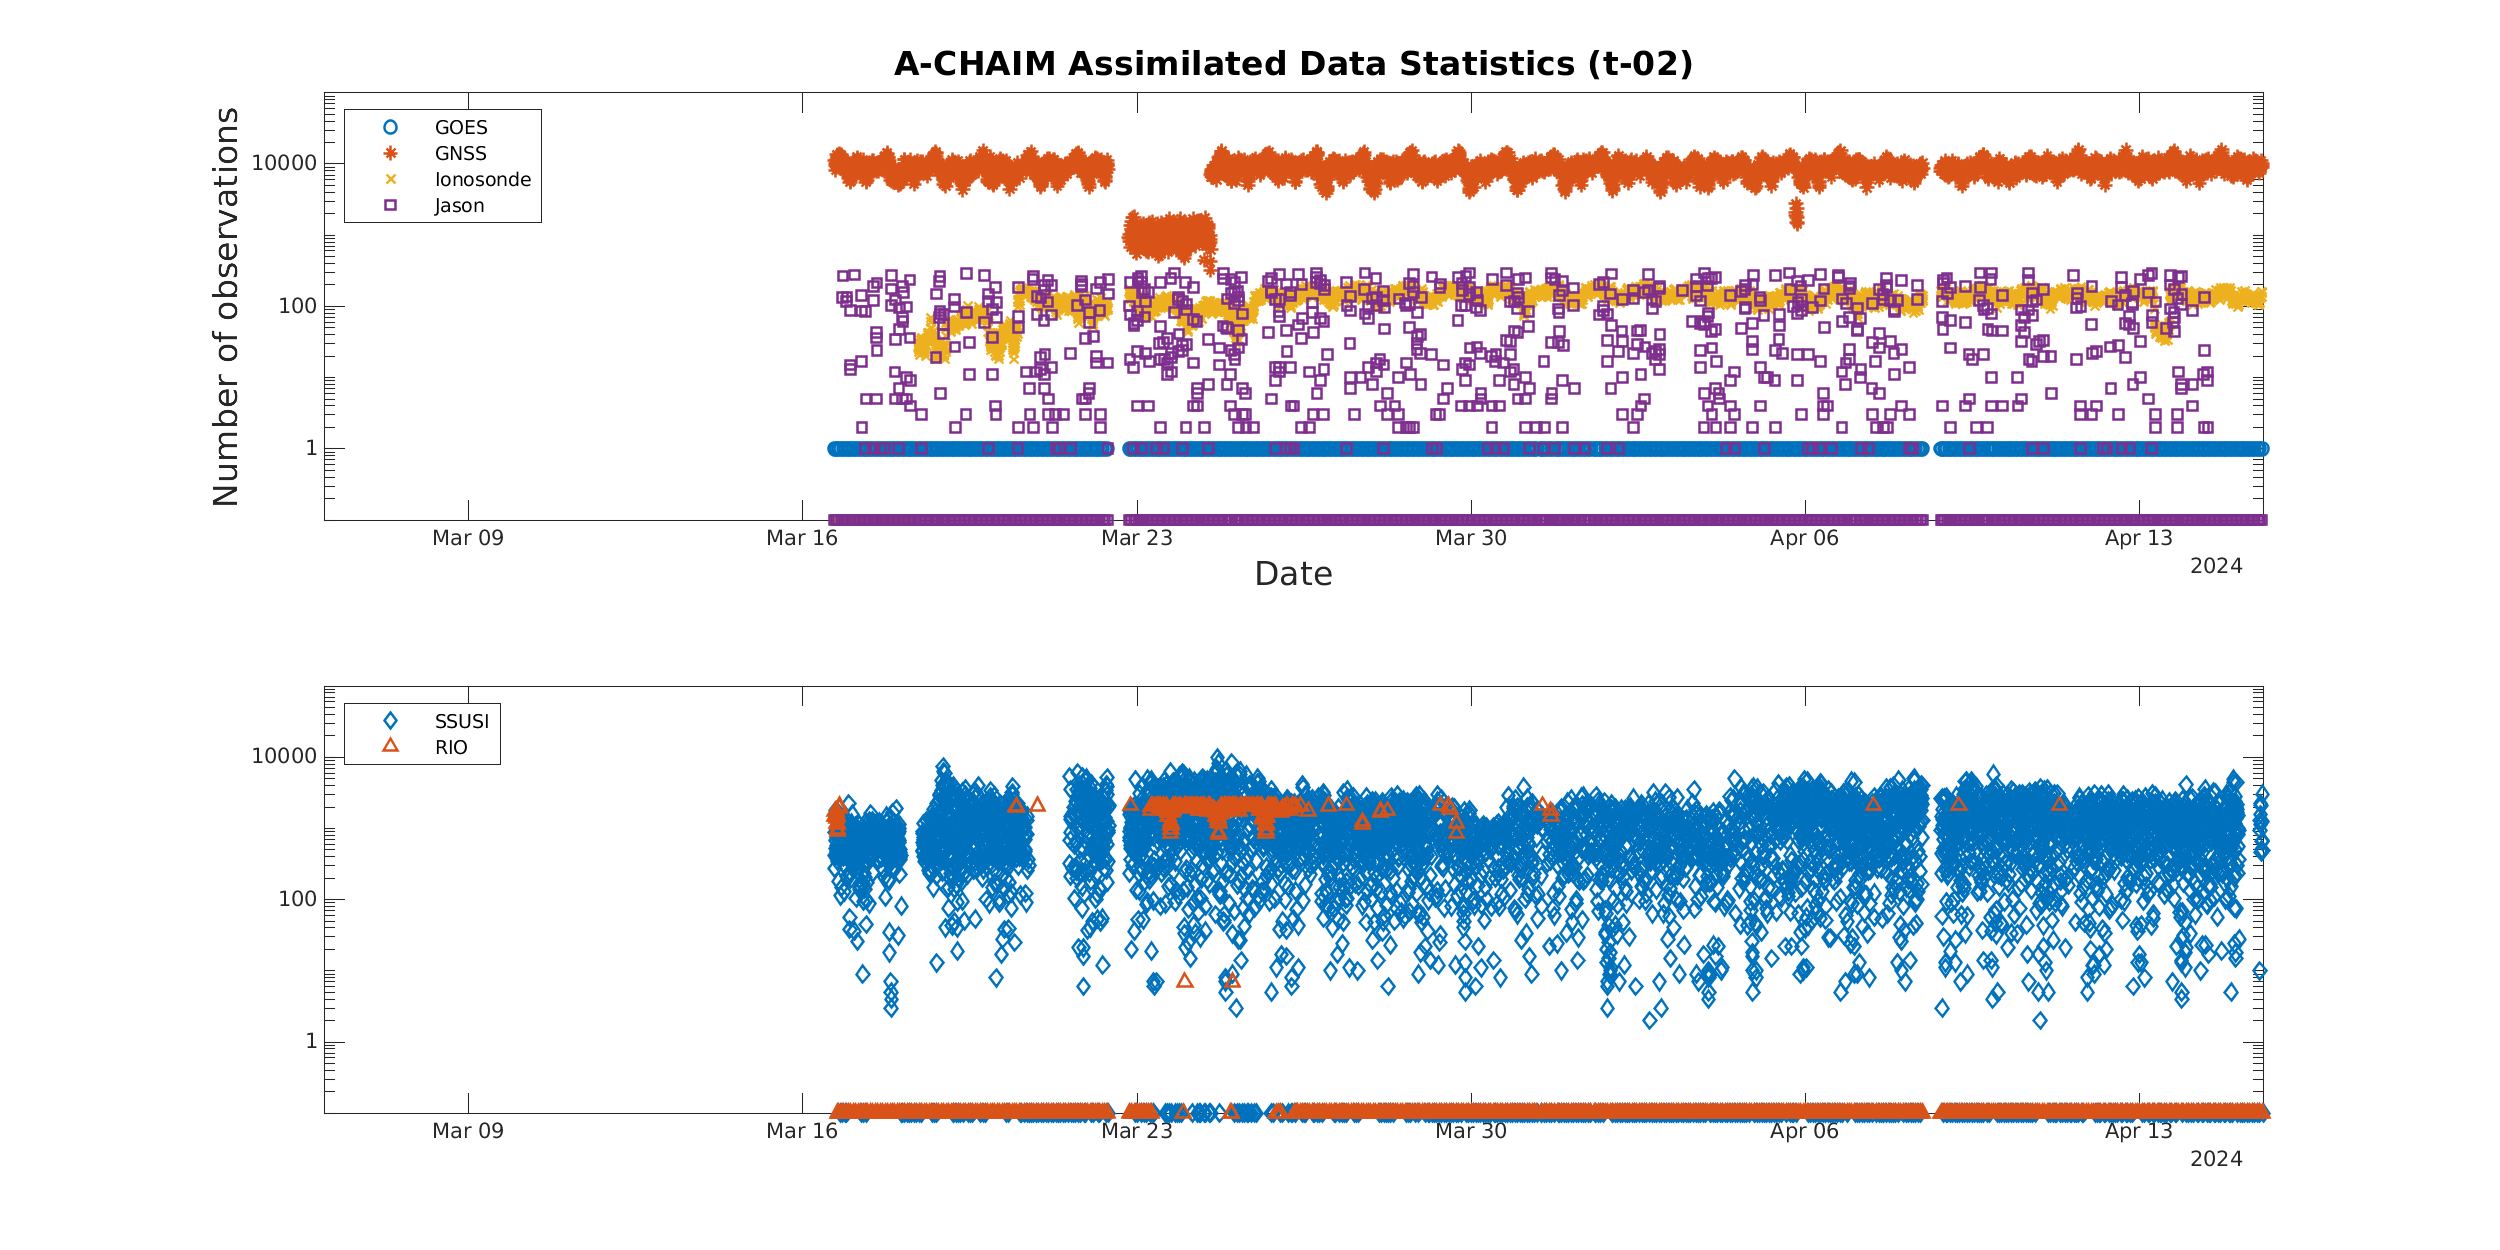 A-CHAIM Assimilated Data Statistics (t-02)
Number of observations
10000
100
1
GOES
GNSS
Ionosonde
Jason
Mar 09 Mar 16 Mar 23 Mar 30 Apr 06 Apr 13
2024
Date
10000
100
1
SSUSI
RIO
Mar 09 Mar 16 Mar 23 Mar 30 Apr 06 Apr 13
2024